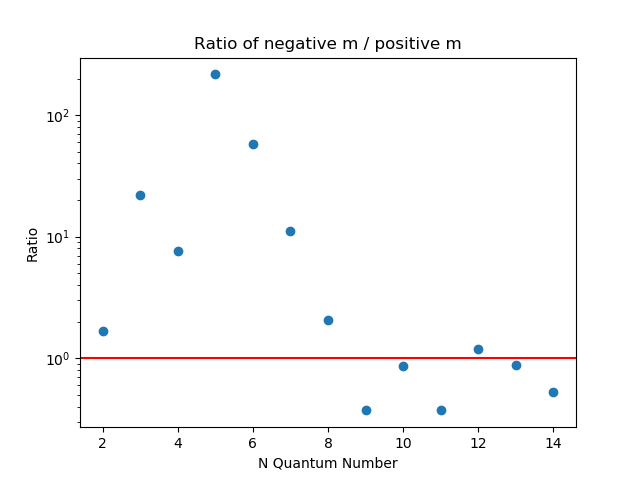 Ratio of negative m / positive m
10²
10¹
10⁰
Ratio
2 4 6 8 10 12 14
N Quantum Number